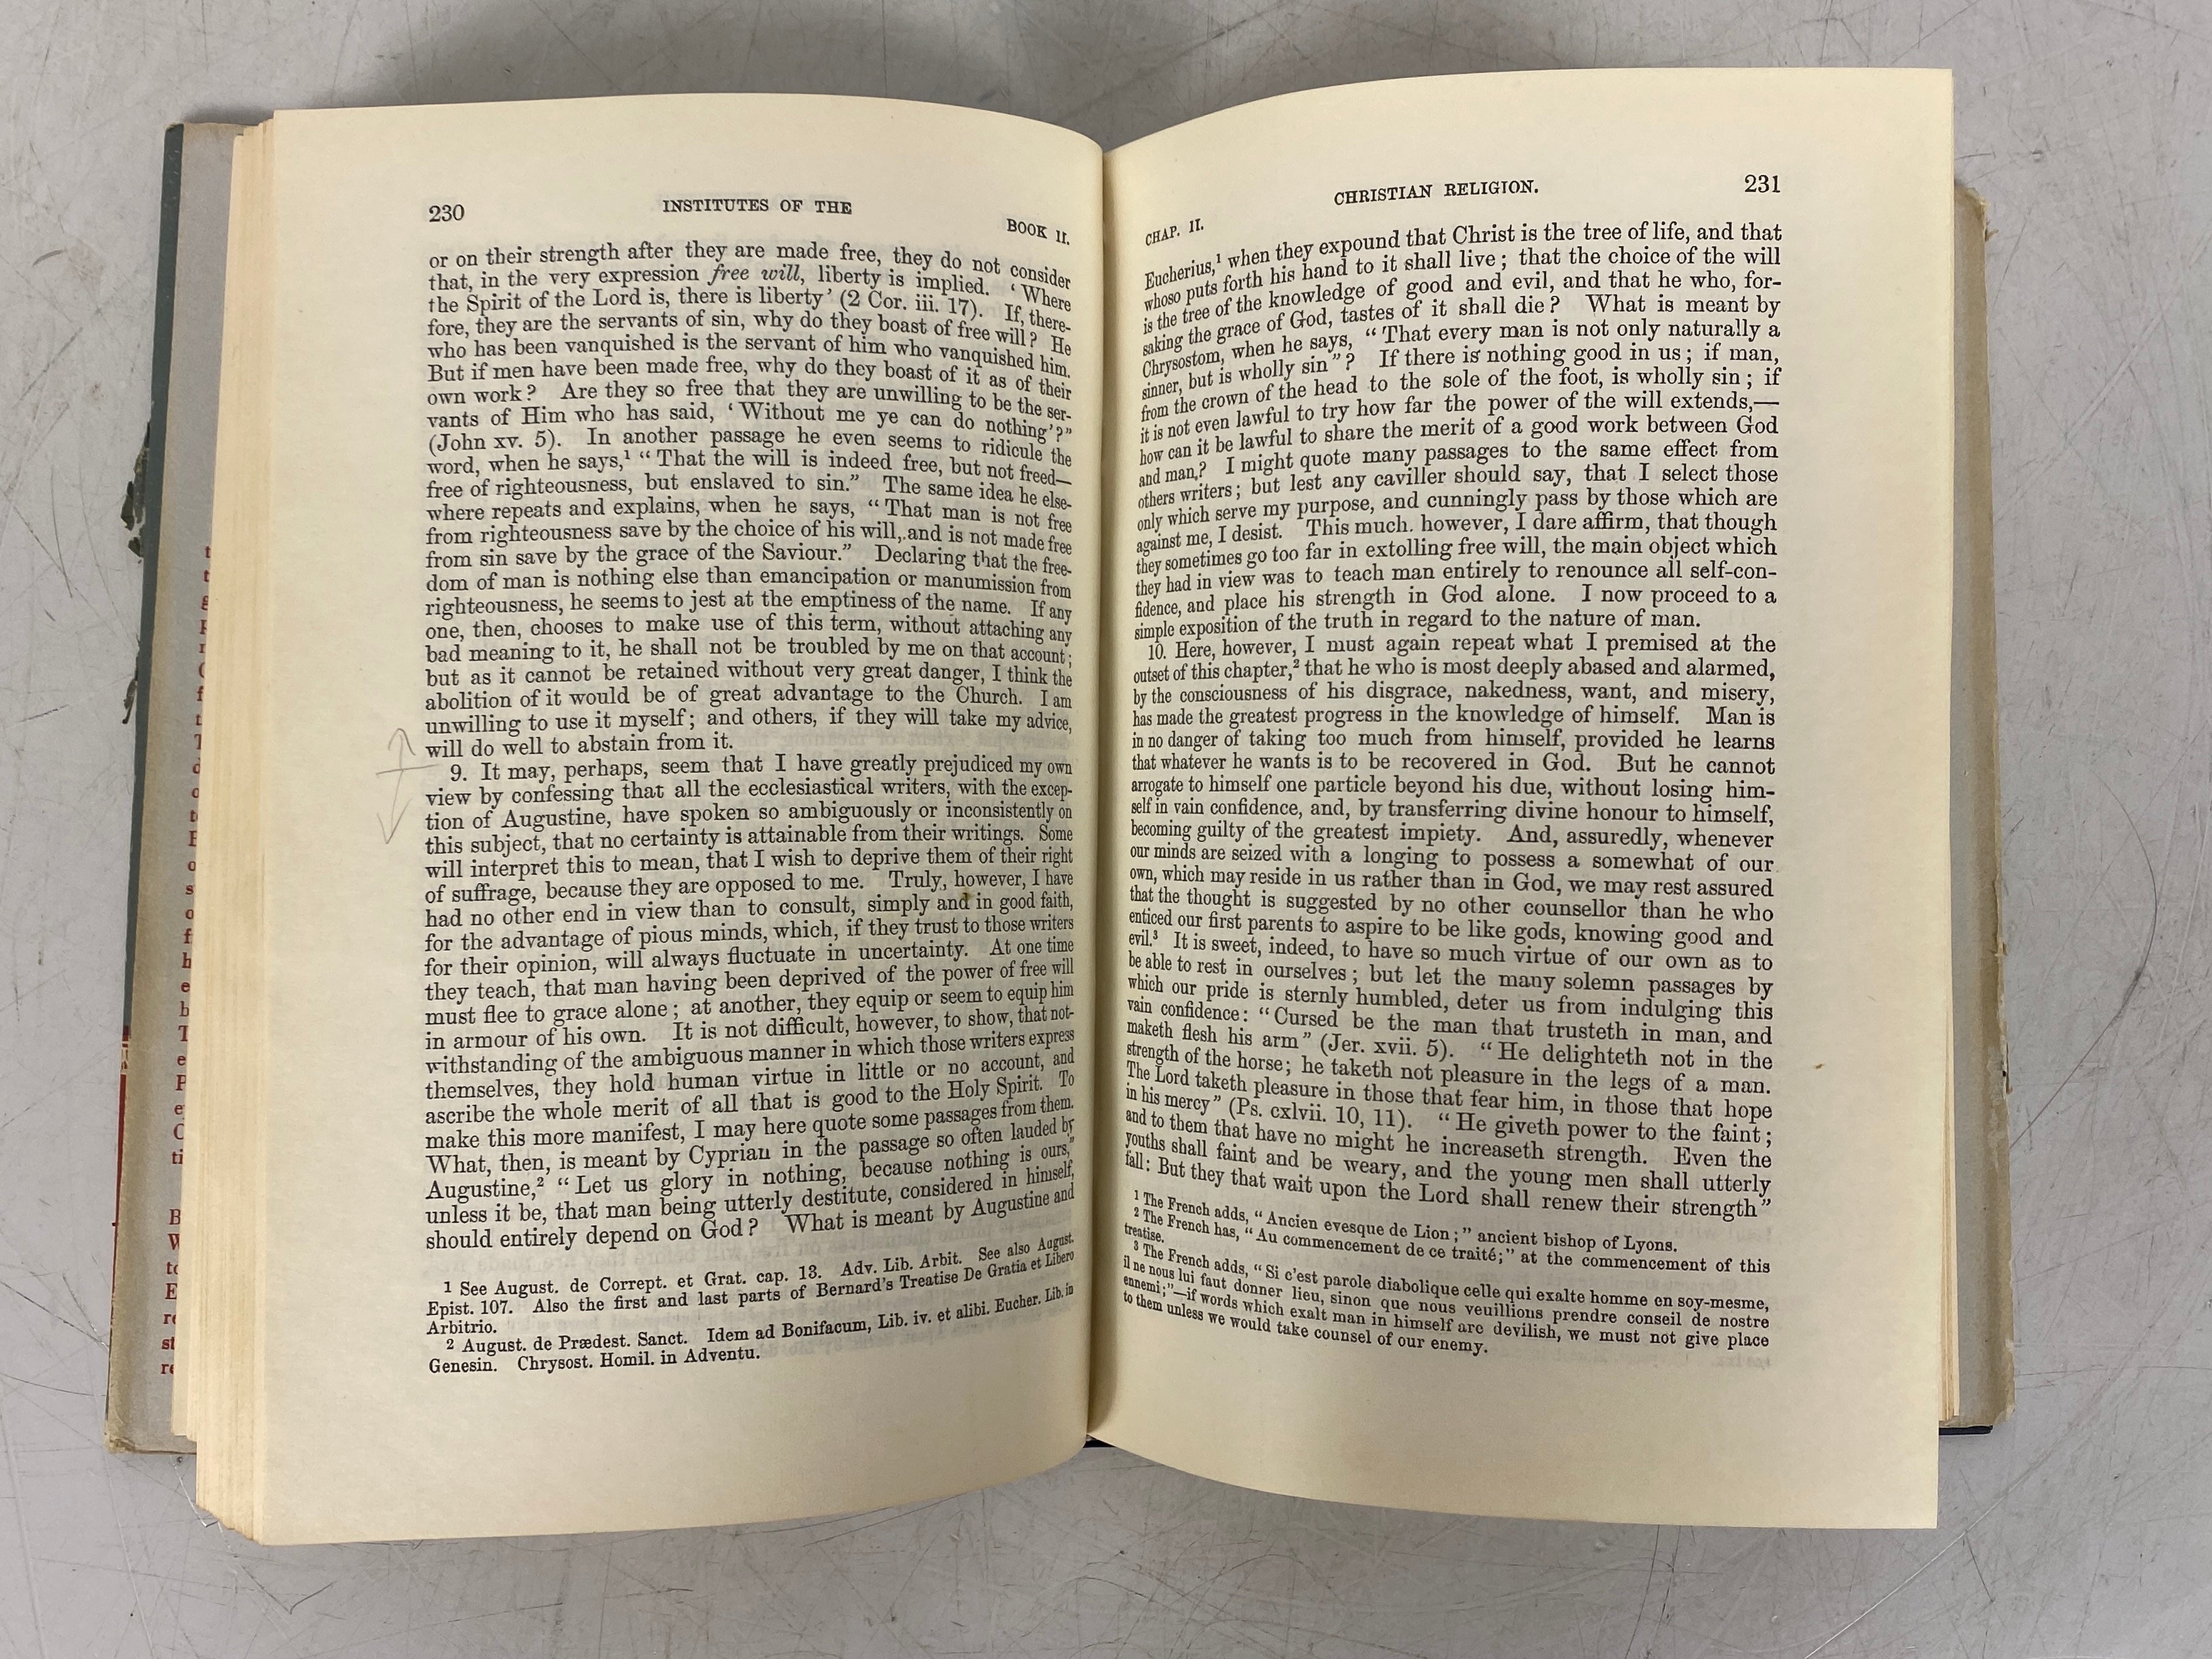 230
INSTITUTES OF THE
BOOK II.
or on their strength after they are made free, they do not consider
that, in the very expression free will, liberty is implied. ‘Where
the Spirit of the Lord is, there is liberty’ (2 Cor. iii. 17). If, there-
fore, they are the servants of sin, why do they boast of free will? He
who has been vanquished is the servant of him who vanquished him.
But if men have been made free, why do they boast of it as of their
own work? Are they so free that they are unwilling to be the ser-
vants of Him who has said, ‘Without me ye can do nothing’?”
(John xv. 5). In another passage he even seems to ridicule the
word, when he says,¹ “That the will is indeed free, but not freed—
free of righteousness, but enslaved to sin.” The same idea he else-
where repeats and explains, when he says, “That man is not free
from righteousness save by the choice of his will, and is not made free
from sin save by the grace of the Saviour.” Declaring that the free-
dom of man is nothing else than emancipation or manumission from
righteousness, he seems to jest at the emptiness of the name. If any
one, then, chooses to make use of this term, without attaching any
bad meaning to it, he shall not be troubled by me on that account;
but as it cannot be retained without very great danger, I think the
abolition of it would be of great advantage to the Church. I am
unwilling to use it myself; and others, if they will take my advice,
will do well to abstain from it.
9. It may, perhaps, seem that I have greatly prejudiced my own
view by confessing that all the ecclesiastical writers, with the excep-
tion of Augustine, have spoken so ambiguously or inconsistently on
this subject, that no certainty is attainable from their writings. Some
will interpret this to mean, that I wish to deprive them of their right
of suffrage, because they are opposed to me. Truly, however, I have
had no other end in view than to consult, simply and in good faith,
for the advantage of pious minds, which, if they trust to those writers
for their opinion, will always fluctuate in uncertainty. At one time
they teach, that man having been deprived of the power of free will
must flee to grace alone; at another, they equip or seem to equip him
in armour of his own. It is not difficult, however, to show, that not-
withstanding of the ambiguous manner in which those writers express
themselves, they hold human virtue in little or no account, and
ascribe the whole merit of all that is good to the Holy Spirit. To
make this more manifest, I may here quote some passages from them.
What, then, is meant by Cyprian in the passage so often lauded by
Augustine,² “Let us glory in nothing, because nothing is ours,”
unless it be, that man being utterly destitute, considered in himself,
should entirely depend on God? What is meant by Augustine and
1 See August. de Corrept. et Grat. cap. 13. Adv. Lib. Arbit. See also August.
Epist. 107. Also the first and last parts of Bernard’s Treatise De Gratia et Libero
Arbitrio.
2 August. de Prædest. Sanct. Idem ad Bonifacum, Lib. iv. et alibi. Eucher. Lib. in
Genesin. Chrysost. Homil. in Adventu.
CHAP. II.
CHRISTIAN RELIGION.
231
Eucherius,¹ when they expound that Christ is the tree of life, and that
whoso puts forth his hand to it shall live; that the choice of the will
is the tree of the knowledge of good and evil, and that he who, for-
saking the grace of God, tastes of it shall die? What is meant by
Chrysostom, when he says, “That every man is not only naturally a
sinner, but is wholly sin”? If there is nothing good in us; if man,
from the crown of the head to the sole of the foot, is wholly sin; if
it is not even lawful to try how far the power of the will extends,—
how can it be lawful to share the merit of a good work between God
and man? I might quote many passages to the same effect from
others writers; but lest any caviller should say, that I select those
only which serve my purpose, and cunningly pass by those which are
against me, I desist. This much. however, I dare affirm, that though
they sometimes go too far in extolling free will, the main object which
they had in view was to teach man entirely to renounce all self-con-
fidence, and place his strength in God alone. I now proceed to a
simple exposition of the truth in regard to the nature of man.
10. Here, however, I must again repeat what I premised at the
outset of this chapter,² that he who is most deeply abased and alarmed,
by the consciousness of his disgrace, nakedness, want, and misery,
has made the greatest progress in the knowledge of himself. Man is
in no danger of taking too much from himself, provided he learns
that whatever he wants is to be recovered in God. But he cannot
arrogate to himself one particle beyond his due, without losing him-
self in vain confidence, and, by transferring divine honour to himself,
becoming guilty of the greatest impiety. And, assuredly, whenever
our minds are seized with a longing to possess a somewhat of our
own, which may reside in us rather than in God, we may rest assured
that the thought is suggested by no other counsellor than he who
enticed our first parents to aspire to be like gods, knowing good and
evil.³ It is sweet, indeed, to have so much virtue of our own as to
be able to rest in ourselves; but let the many solemn passages by
which our pride is sternly humbled, deter us from indulging this
vain confidence: “Cursed be the man that trusteth in man, and
maketh flesh his arm” (Jer. xvii. 5). “He delighteth not in the
strength of the horse; he taketh not pleasure in the legs of a man.
The Lord taketh pleasure in those that fear him, in those that hope
in his mercy” (Ps. cxlvii. 10, 11). “He giveth power to the faint;
and to them that have no might he increaseth strength. Even the
youths shall faint and be weary, and the young men shall utterly
fall: But they that wait upon the Lord shall renew their strength”
1 The French adds, “Ancien evesque de Lion;” ancient bishop of Lyons.
2 The French has, “Au commencement de ce traité;” at the commencement of this
treatise.
3 The French adds, “Si c’est parole diabolique celle qui exalte homme en soy-mesme,
il ne nous lui faut donner lieu, sinon que nous veuillions prendre conseil de nostre
ennemi;”—if words which exalt man in himself are devilish, we must not give place
to them unless we would take counsel of our enemy.